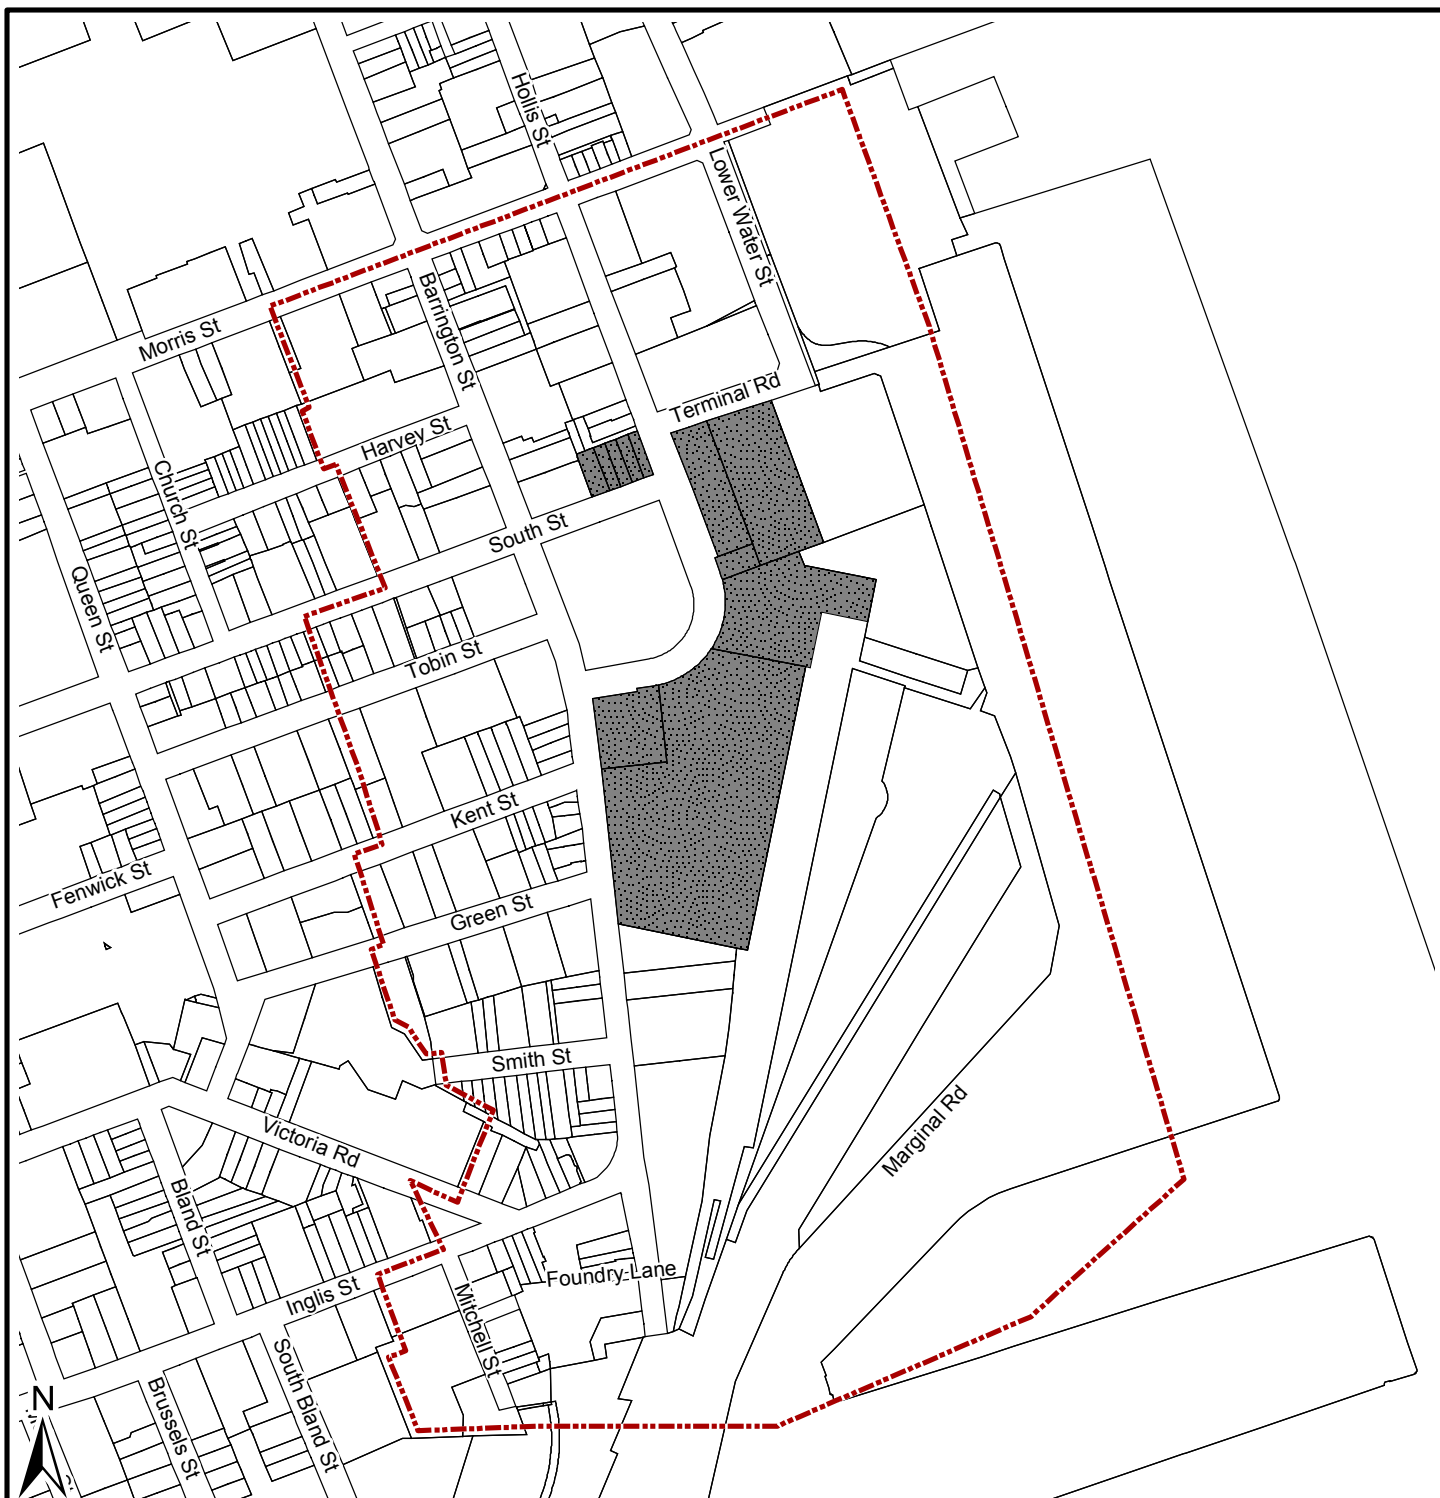 Hollis St
Lower Water St
Barrington St
Morris St
Terminal Rd
Harvey St
Church St
South St
Queen St
Tobin St
Kent St
Fenwick St
Green St
Smith St
Marginal Rd
Victoria Rd
Bland St
Foundry Lane
Inglis St
Mitchell St
South Bland St
Brussels St
N